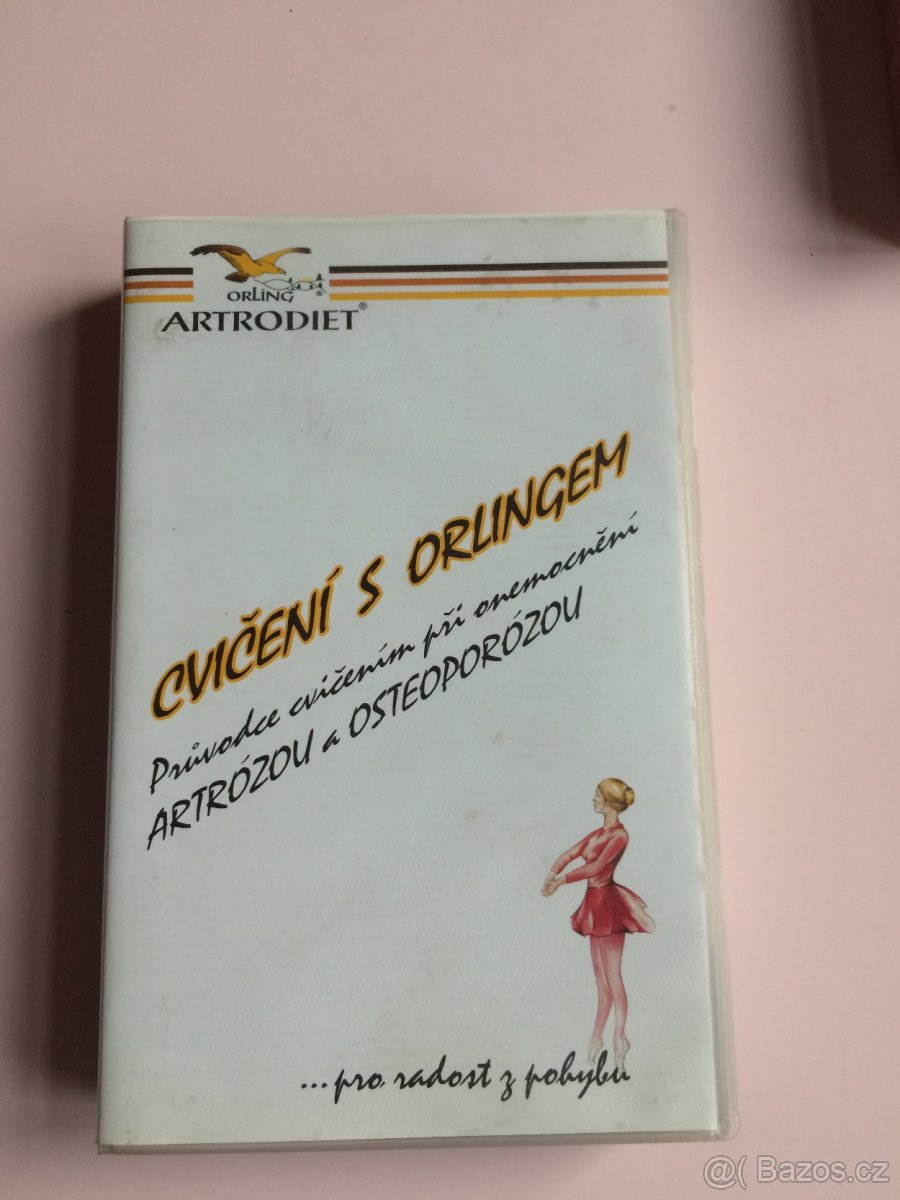 ORLING ®
ARTRODIET®
CVIČENÍ S ORLINGEM
Průvodce cvičením při onemocnění
ARTRÓZOU a OSTEOPORÓZOU
...pro radost z pohybu
@( Bazos.cz